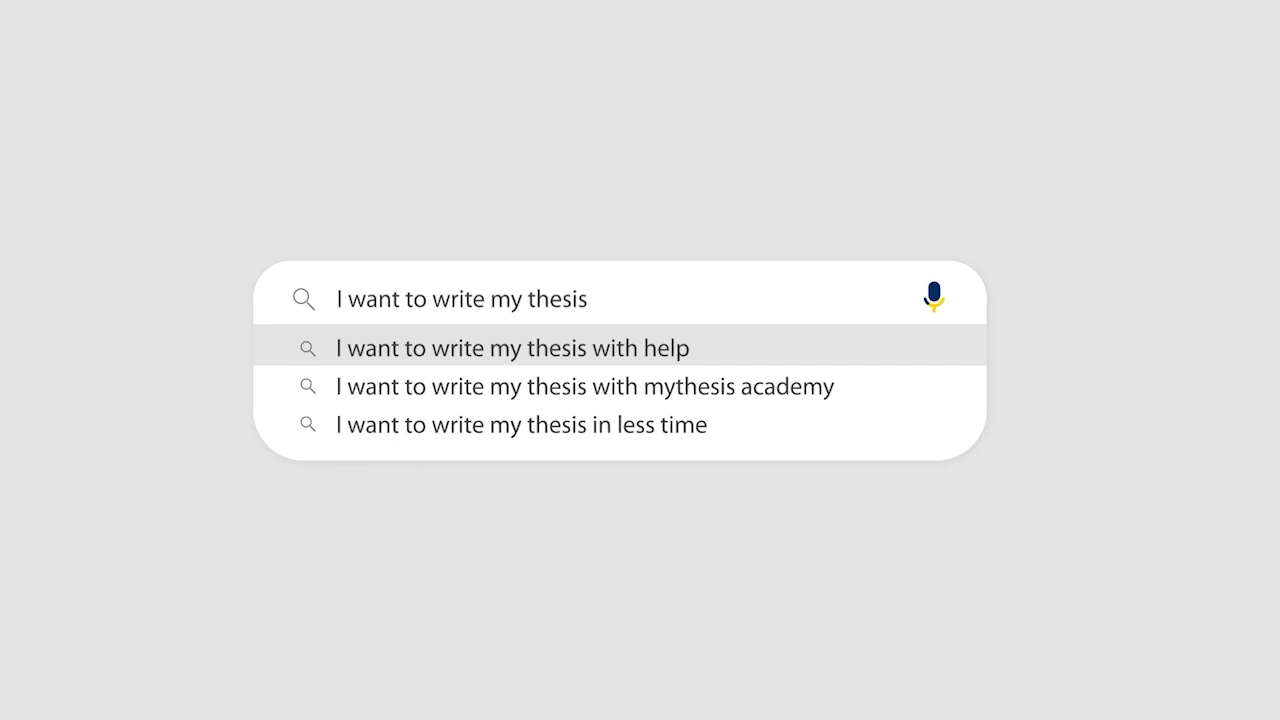 I want to write my thesis
I want to write my thesis with help
I want to write my thesis with mythesis academy
I want to write my thesis in less time